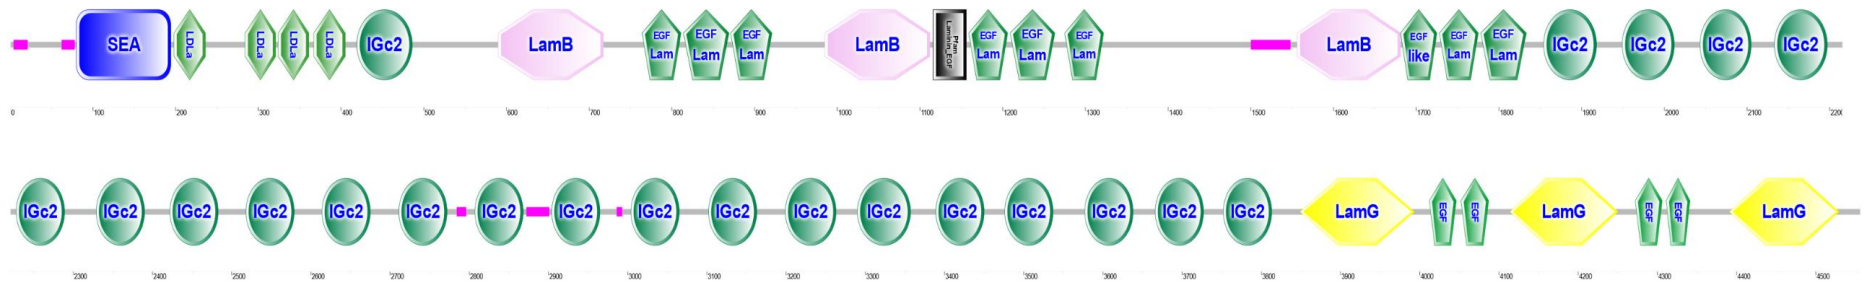 SEA LDLa LDLa LDLa LDLa IGc2 LamB EGF Lam EGF Lam EGF Lam LamB Pfam Laminin_EGF EGF Lam EGF Lam EGF Lam LamB EGF like EGF Lam EGF Lam IGc2 IGc2 IGc2 IGc2
0 100 200 300 400 500 600 700 800 900 1000 1100 1200 1300 1400 1500 1600 1700 1800 1900 2000 2100 2200
IGc2 IGc2 IGc2 IGc2 IGc2 IGc2 IGc2 IGc2 IGc2 IGc2 IGc2 IGc2 IGc2 IGc2 IGc2 IGc2 IGc2 LamG EGF EGF LamG EGF EGF LamG
2300 2400 2500 2600 2700 2800 2900 3000 3100 3200 3300 3400 3500 3600 3700 3800 3900 4000 4100 4200 4300 4400 4500